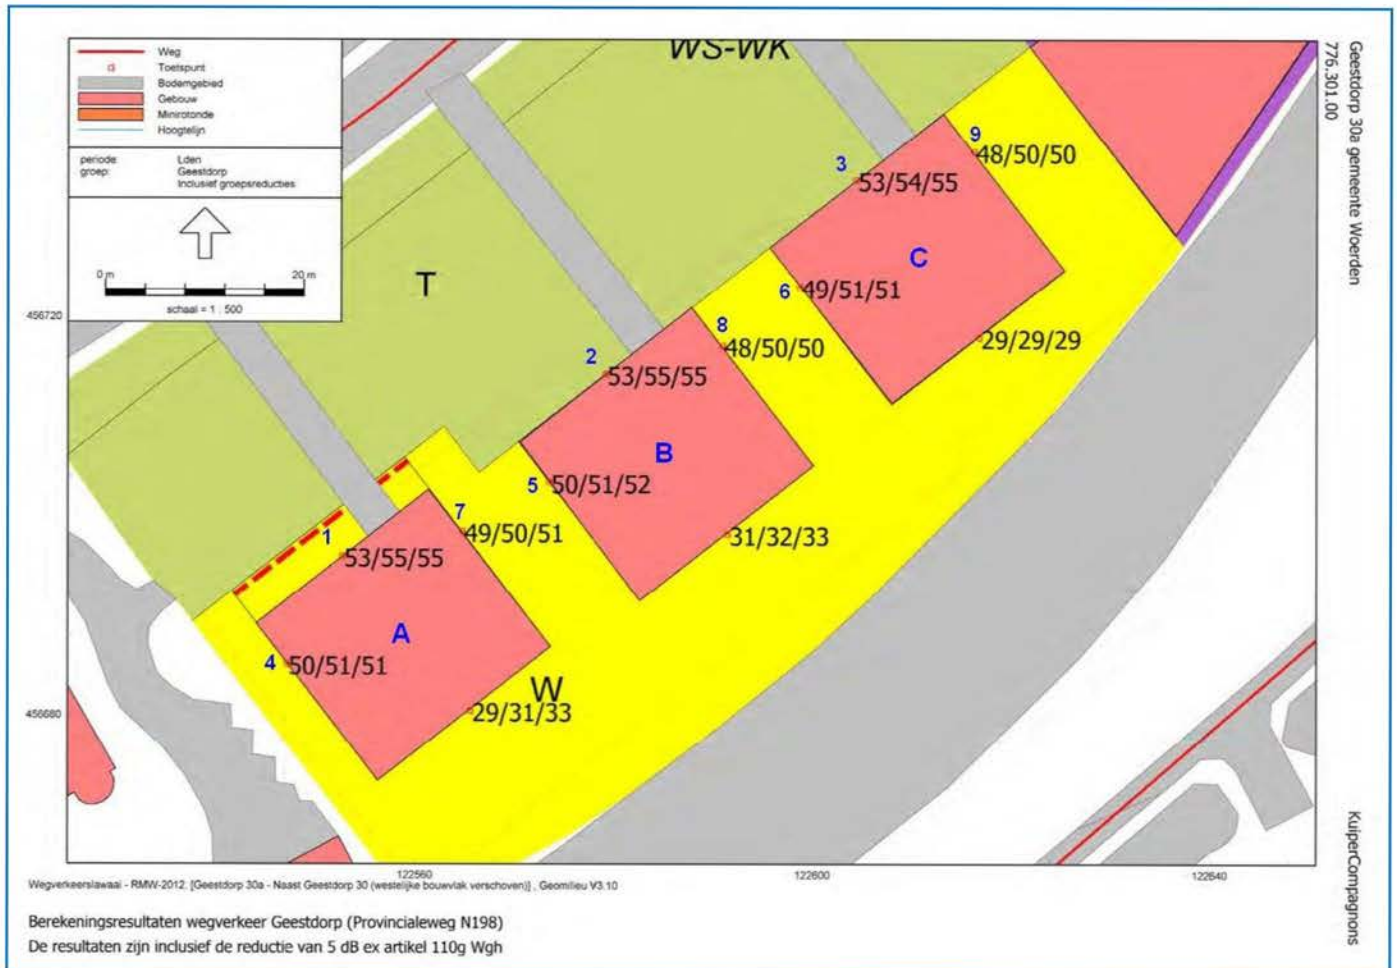 WS-WK
Weg
Toetspunt
Bodemgebied
Gebouw
Minirotonde
Hoogtelijn
periode: Lden
groep: Geestdorp
Inclusief groepsreducties
0 m 20 m
schaal = 1 : 500
Geestdorp 30a gemeente Woerden
776.301.00
9
48/50/50
3
53/54/55
C
T
6
49/51/51
456720
8
48/50/50
29/29/29
2
53/55/55
B
5
50/51/52
7
49/50/51
31/32/33
1
53/55/55
A
4
50/51/51
W
29/31/33
456680
122560
122600
122640
KuiperCompagnons
Wegverkeerslawaai - RMW-2012, [Geestdorp 30a - Naast Geestdorp 30 (westelijke bouwvlak verschoven)] , Geomilieu V3.10
Berekeningsresultaten wegverkeer Geestdorp (Provincialeweg N198)
De resultaten zijn inclusief de reductie van 5 dB ex artikel 110g Wgh